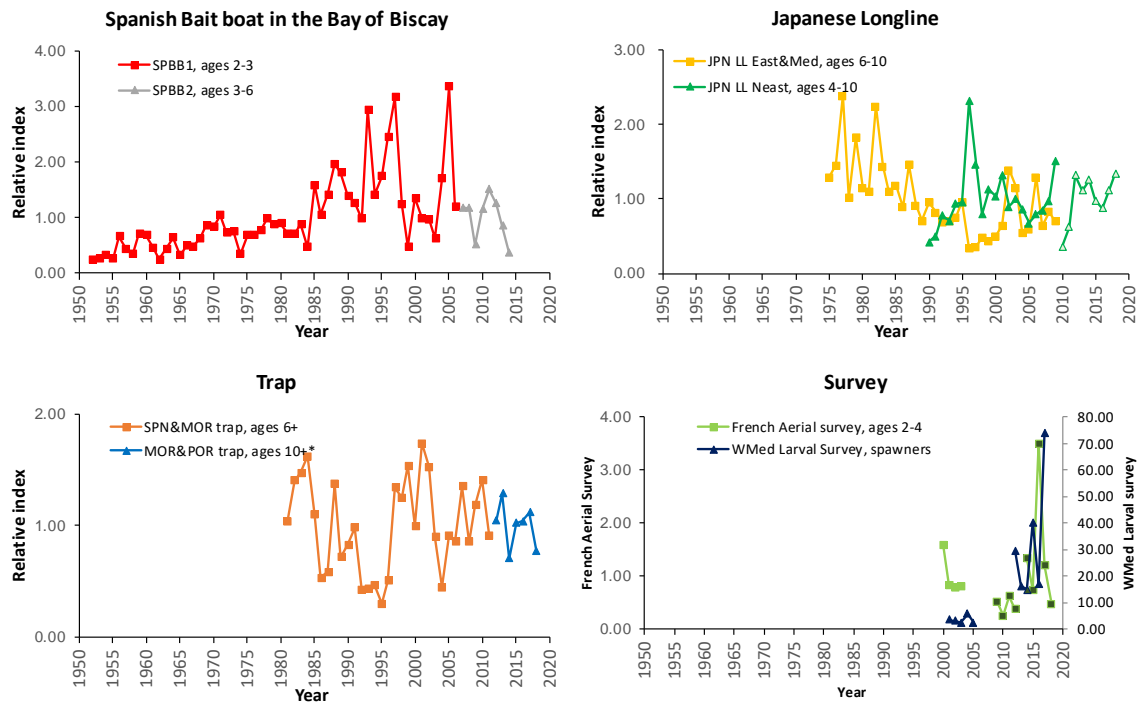 Spanish Bait boat in the Bay of Biscay
4.00
3.00
2.00
1.00
0.00
Relative index
SPBB1, ages 2-3
SPBB2, ages 3-6
1950 1955 1960 1965 1970 1975 1980 1985 1990 1995 2000 2005 2010 2015 2020
Year
Japanese Longline
3.00
2.00
1.00
0.00
Relative index
JPN LL East&Med, ages 6-10
JPN LL Neast, ages 4-10
1950 1955 1960 1965 1970 1975 1980 1985 1990 1995 2000 2005 2010 2015 2020
Year
Trap
2.00
1.00
0.00
Relative index
SPN&MOR trap, ages 6+
MOR&POR trap, ages 10+*
1950 1955 1960 1965 1970 1975 1980 1985 1990 1995 2000 2005 2010 2015 2020
Year
Survey
4.00
3.00
2.00
1.00
0.00
French Aerial Survey
French Aerial survey, ages 2-4
WMed Larval Survey, spawners
80.00
70.00
60.00
50.00
40.00
30.00
20.00
10.00
0.00
WMed Larval survey
1950 1955 1960 1965 1970 1975 1980 1985 1990 1995 2000 2005 2010 2015 2020
Year